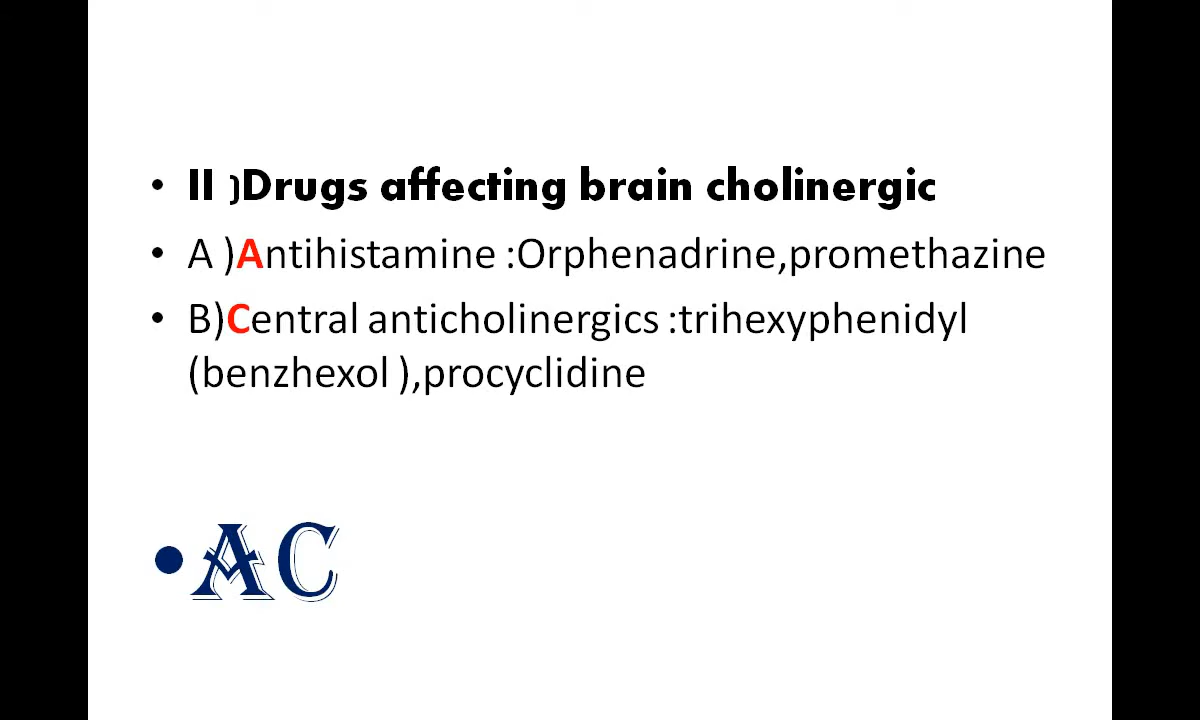 • II )Drugs affecting brain cholinergic
• A )Antihistamine :Orphenadrine,promethazine
• B)Central anticholinergics :trihexyphenidyl
(benzhexol ),procyclidine
• AC